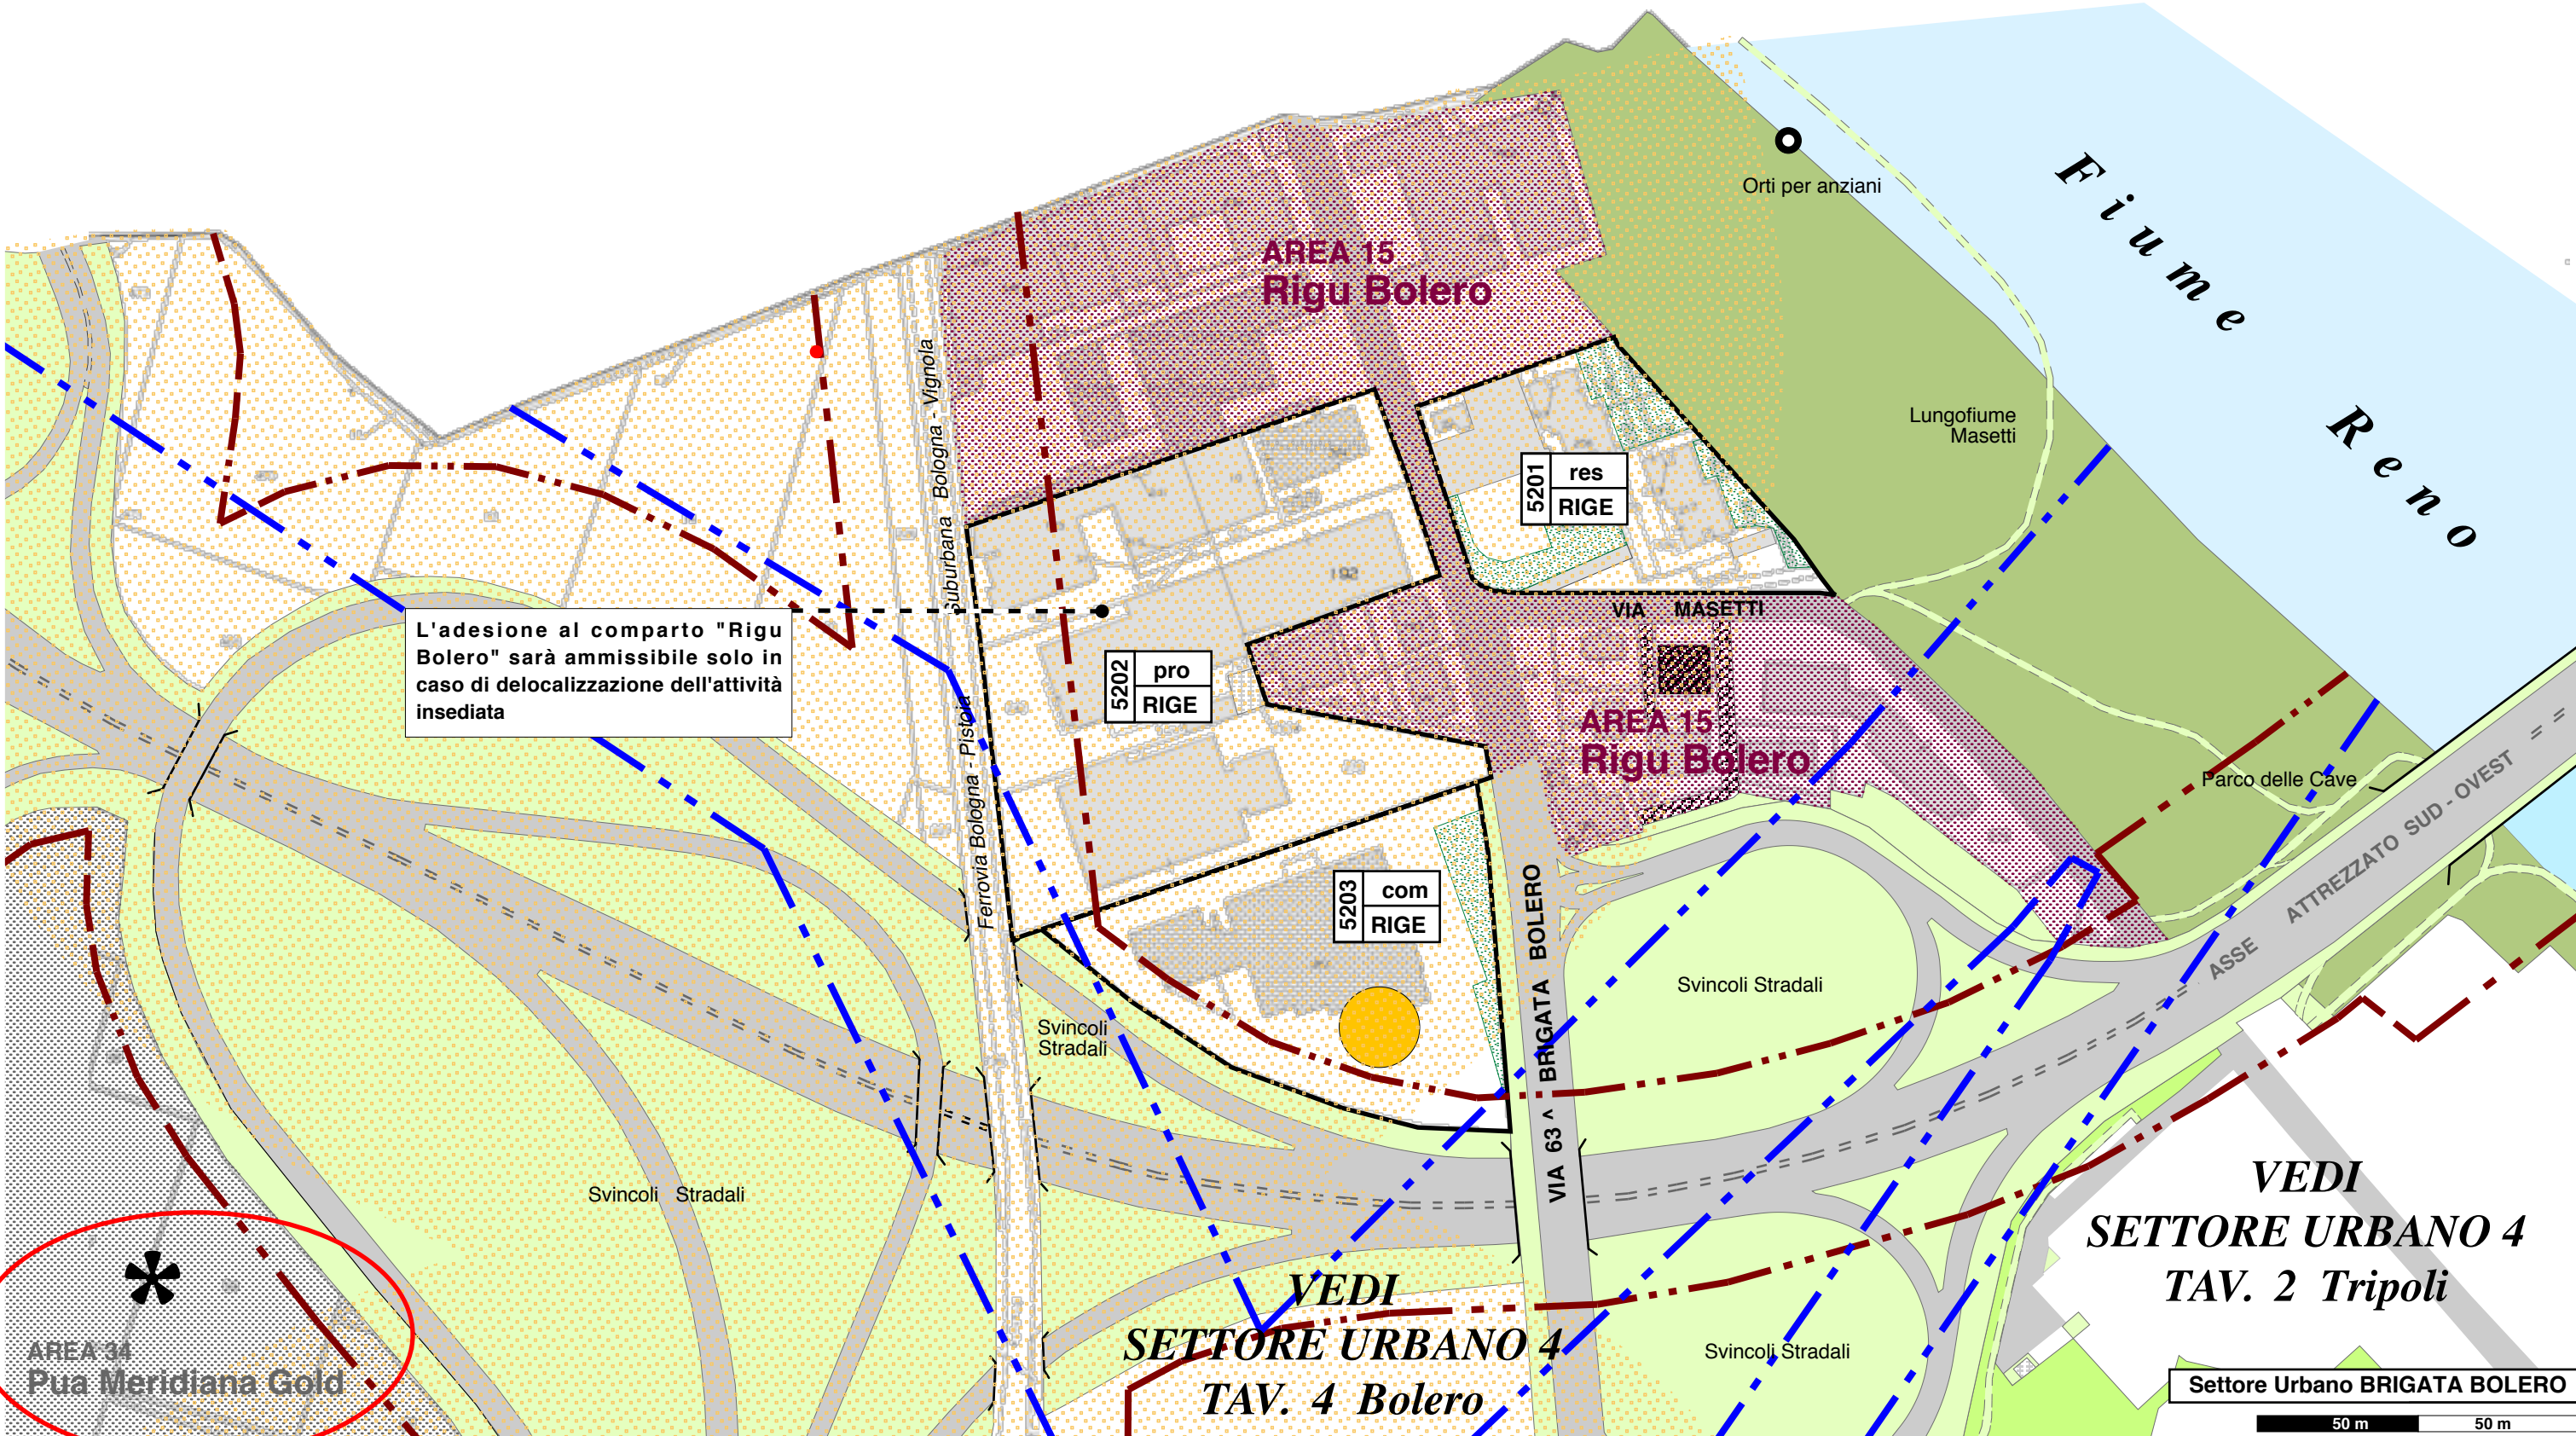 Orti per anziani
Fiume Reno
AREA 15
Rigu Bolero
Suburbana Bologna - Vignola
Lungofiume
Masetti
5201
res
RIGE
192
VIA MASETTI
L'adesione al comparto "Rigu
Bolero" sarà ammissibile solo in
caso di delocalizzazione dell'attività
insediata
5202
pro
RIGE
AREA 15
Rigu Bolero
Ferrovia Bologna - Pistoia
Parco delle Cave
ASSE ATTREZZATO SUD - OVEST
5203
com
RIGE
VIA 63^ BRIGATA BOLERO
Svincoli Stradali
Svincoli
Stradali
Svincoli Stradali
*
AREA 34
Pua Meridiana Gold
VEDI
SETTORE URBANO 4
TAV. 4 Bolero
Svincoli Stradali
VEDI
SETTORE URBANO 4
TAV. 2 Tripoli
Settore Urbano BRIGATA BOLERO
50 m 50 m